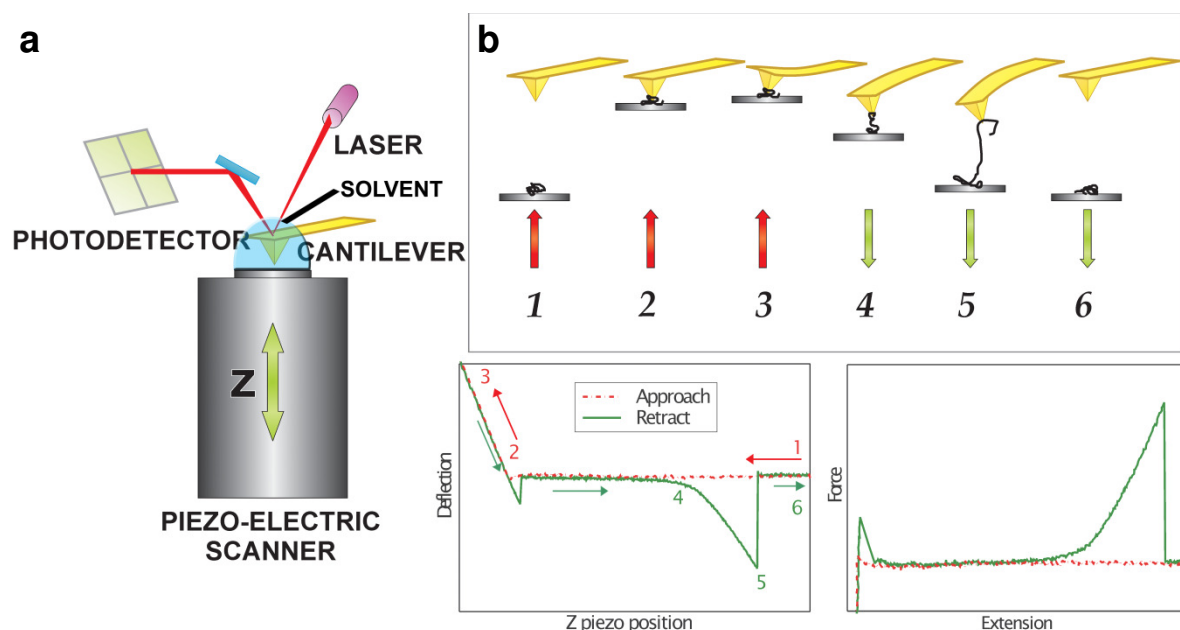 a
LASER
SOLVENT
PHOTODETECTOR
CANTILEVER
Z
PIEZO-ELECTRIC
SCANNER
b
1 2 3 4 5 6
3
2
Approach
Retract
1
4
6
5
Deflection
Z piezo position
Force
Extension